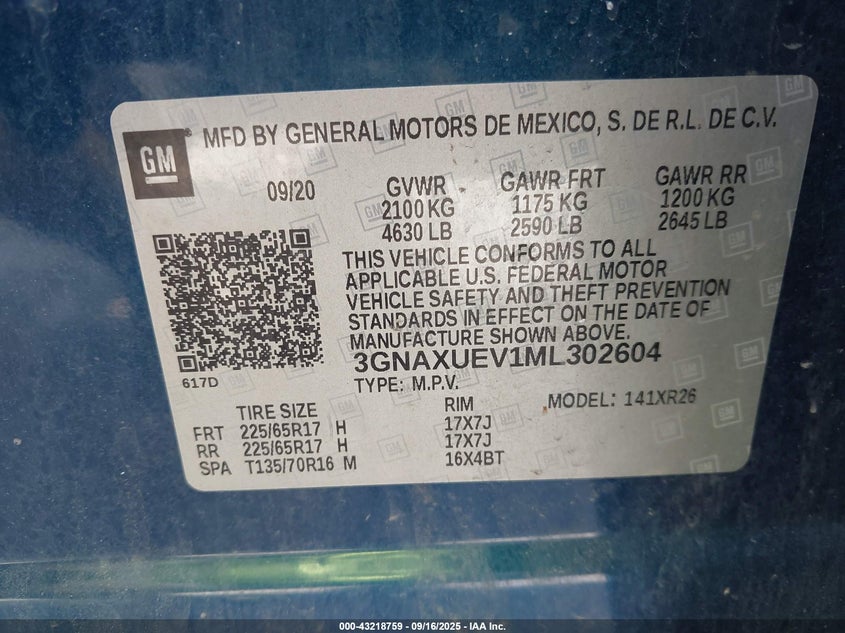 GM MFD BY GENERAL MOTORS DE MEXICO, S. DE R.L. DE C.V.
09/20 GVWR GAWR FRT GAWR RR
2100 KG 1175 KG 1200 KG
4630 LB 2590 LB 2645 LB
THIS VEHICLE CONFORMS TO ALL
APPLICABLE U.S. FEDERAL MOTOR
VEHICLE SAFETY AND THEFT PREVENTION
STANDARDS IN EFFECT ON THE DATE OF
MANUFACTURE SHOWN ABOVE.
3GNAXUEV1ML302604
617D TYPE: M.P.V.
TIRE SIZE RIM MODEL: 141XR26
FRT 225/65R17 H 17X7J
RR 225/65R17 H 17X7J
SPA T135/70R16 M 16X4BT
000-43218759 - 09/16/2025 - IAA Inc.